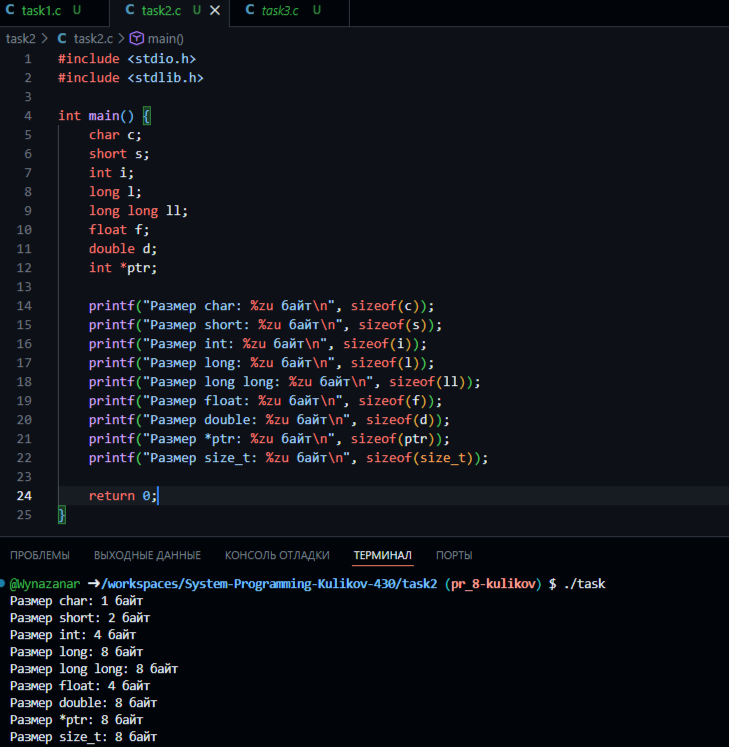 C task1.c U C task2.c U × C task3.c U
task2 > C task2.c > main()
1 #include <stdio.h>
2 #include <stdlib.h>
3
4 int main() {
5     char c;
6     short s;
7     int i;
8     long l;
9     long long ll;
10     float f;
11     double d;
12     int *ptr;
13
14     printf("Размер char: %zu байт\n", sizeof(c));
15     printf("Размер short: %zu байт\n", sizeof(s));
16     printf("Размер int: %zu байт\n", sizeof(i));
17     printf("Размер long: %zu байт\n", sizeof(l));
18     printf("Размер long long: %zu байт\n", sizeof(ll));
19     printf("Размер float: %zu байт\n", sizeof(f));
20     printf("Размер double: %zu байт\n", sizeof(d));
21     printf("Размер *ptr: %zu байт\n", sizeof(ptr));
22     printf("Размер size_t: %zu байт\n", sizeof(size_t));
23
24     return 0;
25 }
ПРОБЛЕМЫ ВЫХОДНЫЕ ДАННЫЕ КОНСОЛЬ ОТЛАДКИ ТЕРМИНАЛ ПОРТЫ
@Wynazanar ➜/workspaces/System-Programming-Kulikov-430/task2 (pr_8-kulikov) $ ./task
Размер char: 1 байт
Размер short: 2 байт
Размер int: 4 байт
Размер long: 8 байт
Размер long long: 8 байт
Размер float: 4 байт
Размер double: 8 байт
Размер *ptr: 8 байт
Размер size_t: 8 байт